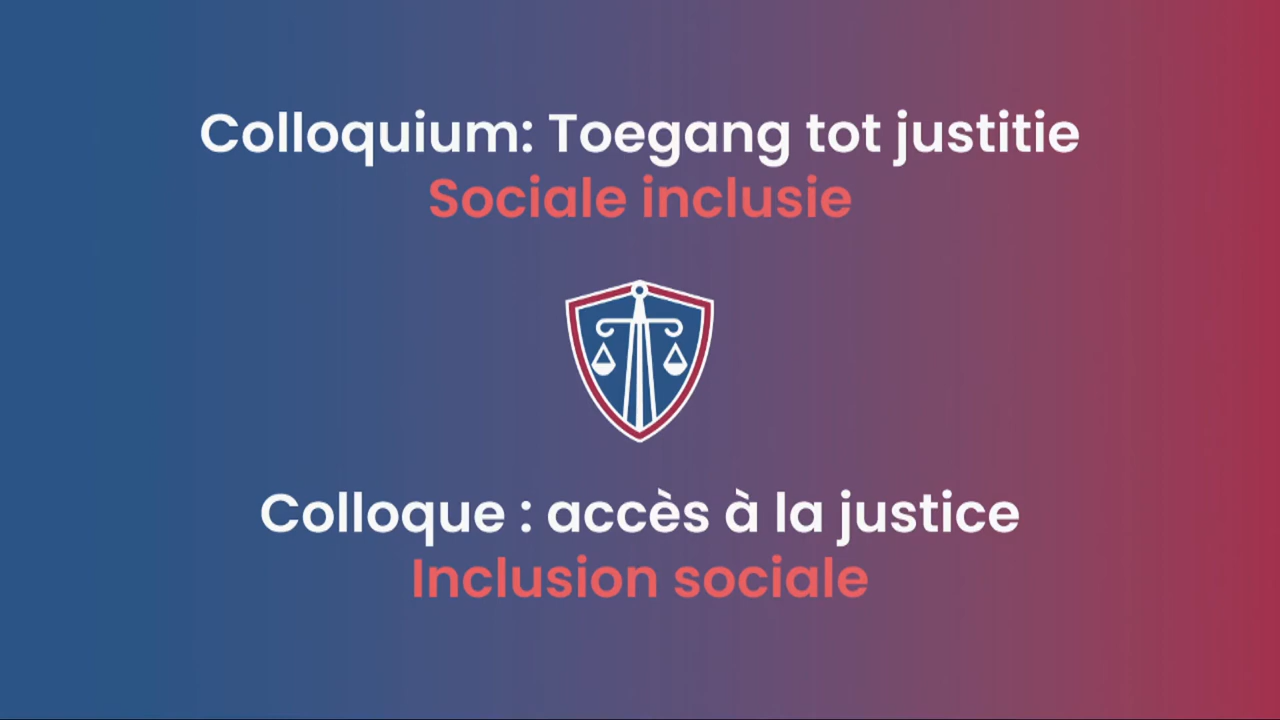 Colloquium: Toegang tot justitie
Sociale inclusie
Colloque : accès à la justice
Inclusion sociale